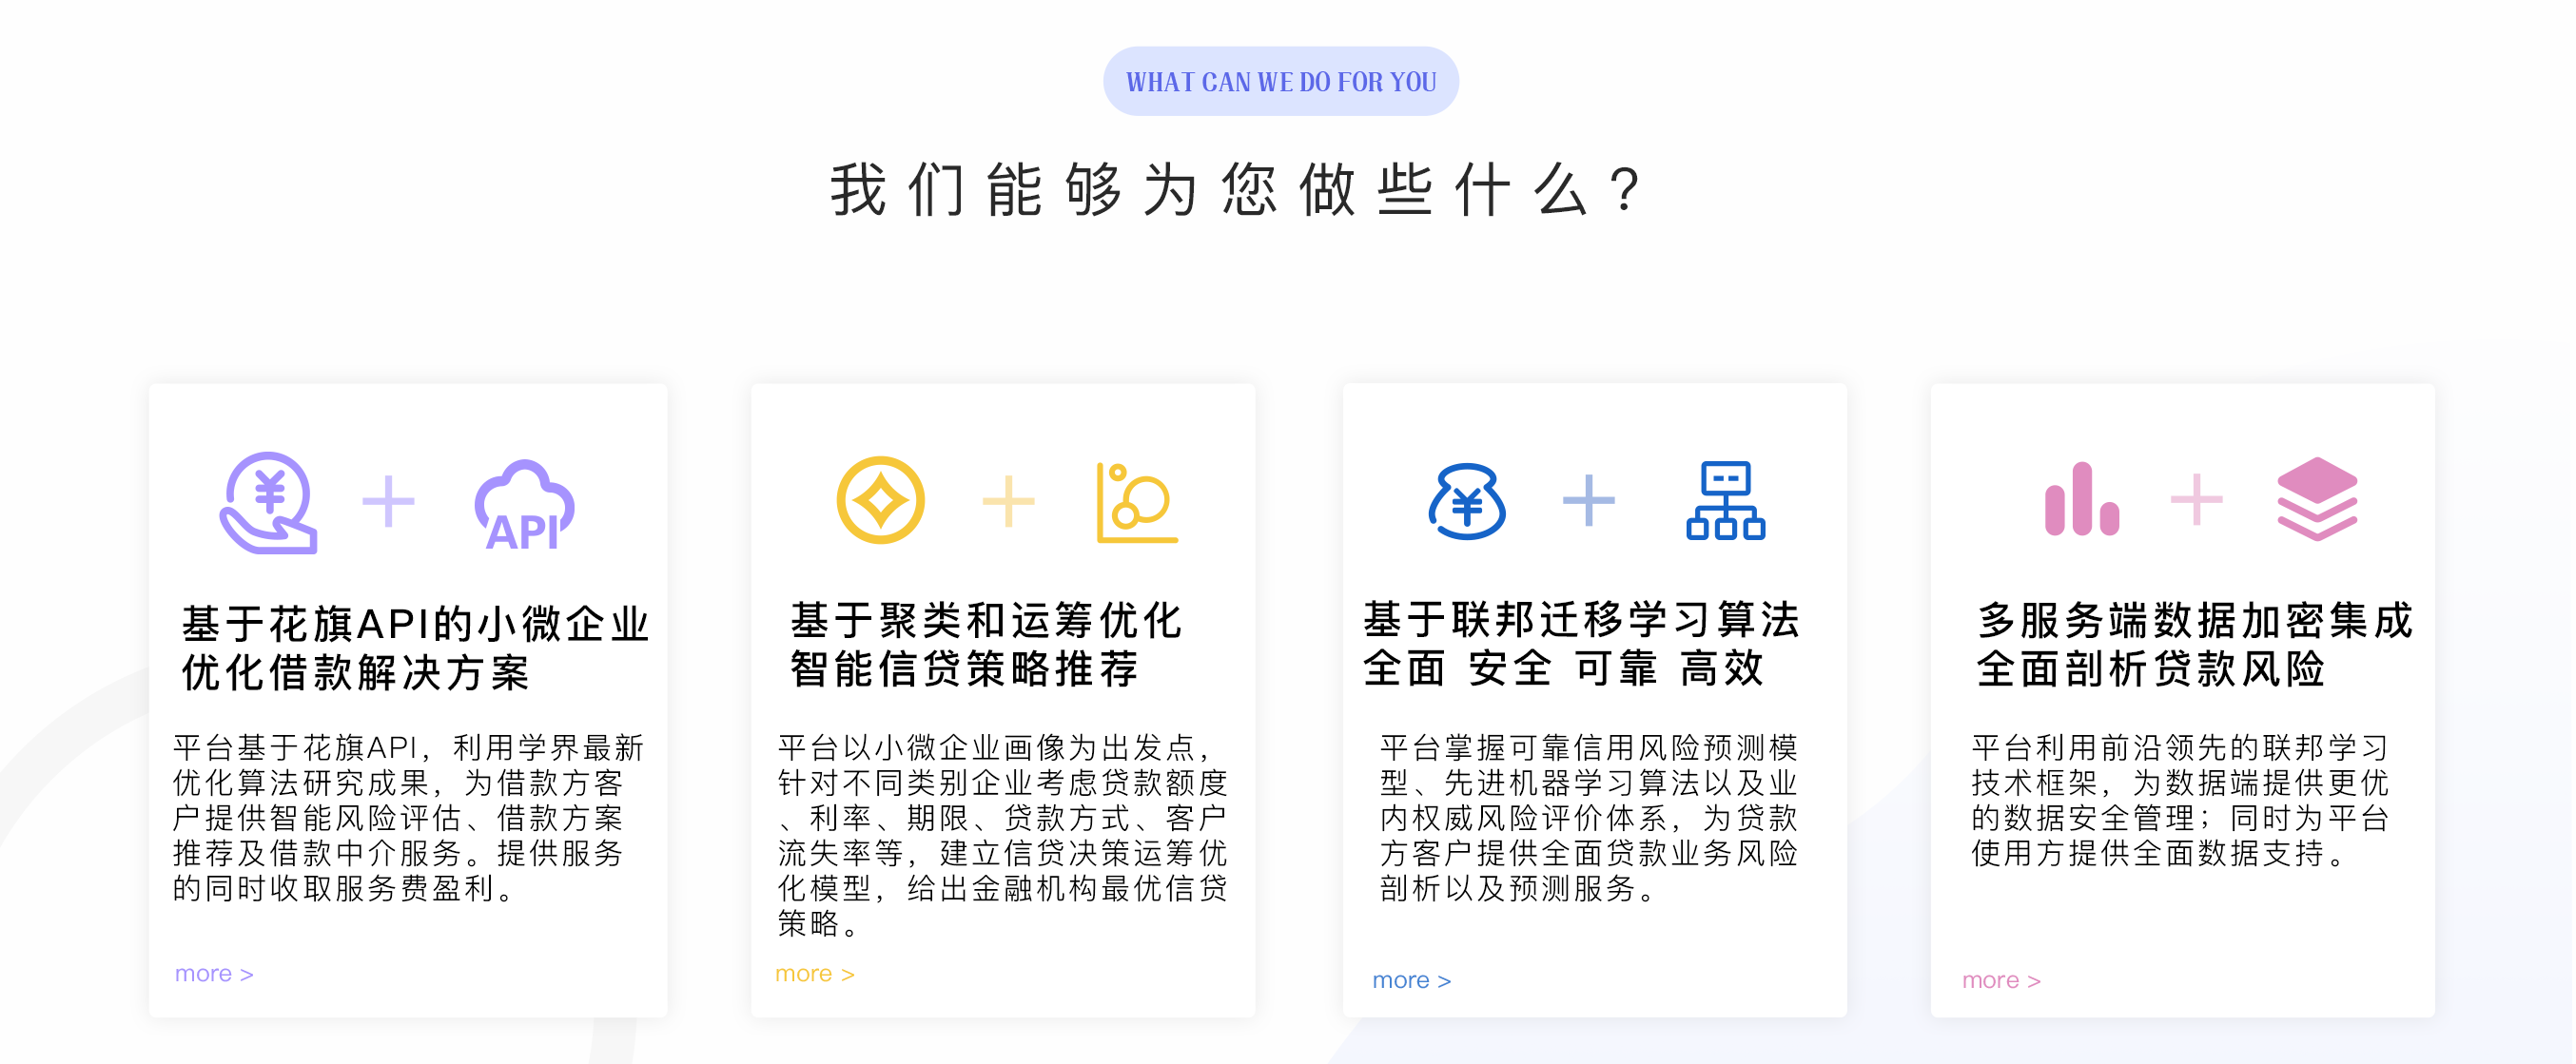 WHAT CAN WE DO FOR YOU
我们能够为您做些什么？
API
基于花旗API的小微企业
优化借款解决方案
平台基于花旗API，利用学界最新
优化算法研究成果，为借款方客
户提供智能风险评估、借款方案
推荐及借款中介服务。提供服务
的同时收取服务费盈利。
more >
基于聚类和运筹优化
智能信贷策略推荐
平台以小微企业画像为出发点，
针对不同类别企业考虑贷款额度
、利率、期限、贷款方式、客户
流失率等，建立信贷决策运筹优
化模型，给出金融机构最优信贷
策略。
more >
基于联邦迁移学习算法
全面 安全 可靠 高效
平台掌握可靠信用风险预测模
型、先进机器学习算法以及业
内权威风险评价体系，为贷款
方客户提供全面贷款业务风险
剖析以及预测服务。
more >
多服务端数据加密集成
全面剖析贷款风险
平台利用前沿领先的联邦学习
技术框架，为数据端提供更优
的数据安全管理；同时为平台
使用方提供全面数据支持。
more >